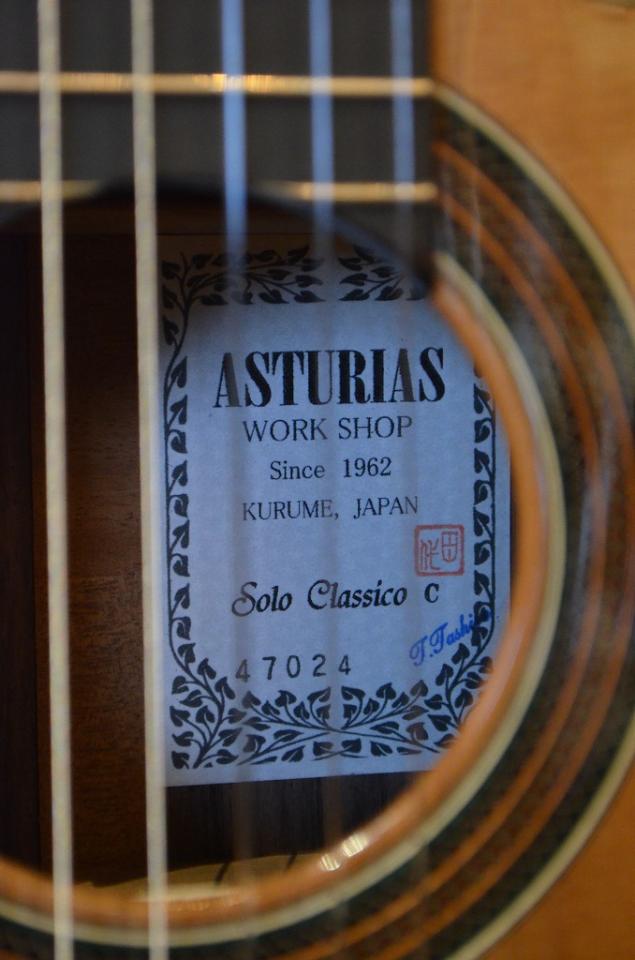 ASTURIAS
WORK SHOP
Since 1962
KURUME, JAPAN
Solo Classico C
47024